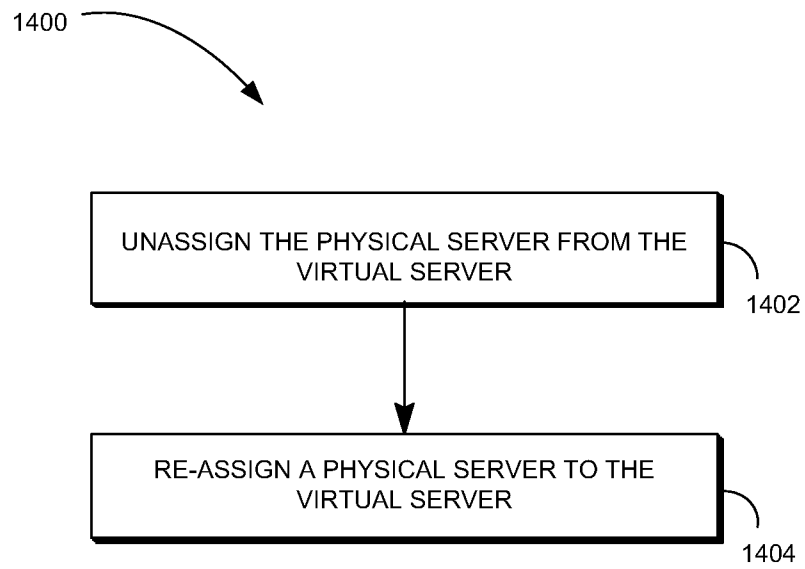 1400
UNASSIGN THE PHYSICAL SERVER FROM THE
VIRTUAL SERVER
1402
RE-ASSIGN A PHYSICAL SERVER TO THE
VIRTUAL SERVER
1404